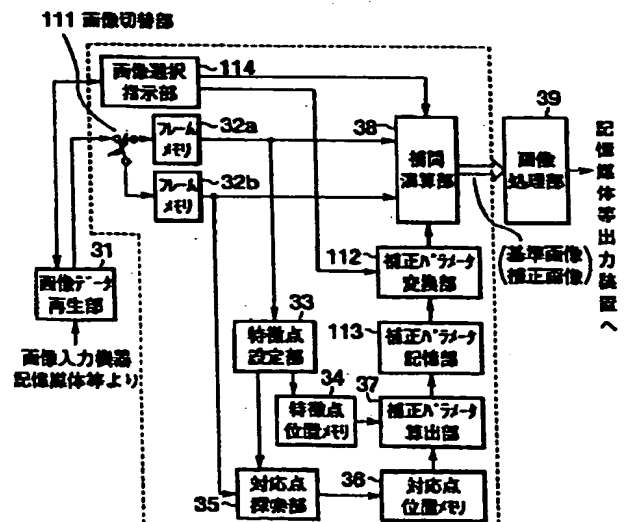 111 画像切替部
画像選択
指示部
114
フレーム
メモリ
32a
フレーム
メモリ
32b
38
補間
演算部
39
画像
処理部
記憶媒体等出力装置へ
(基準画像
補正画像)
31
画像データ
再生部
画像入力機器
記憶媒体等より
112
補正パラメータ
変換部
33
特徴点
設定部
113
補正パラメータ
記憶部
34
特徴点
位置メモリ
37
補正パラメータ
算出部
35
対応点
探索部
36
対応点
位置メモリ